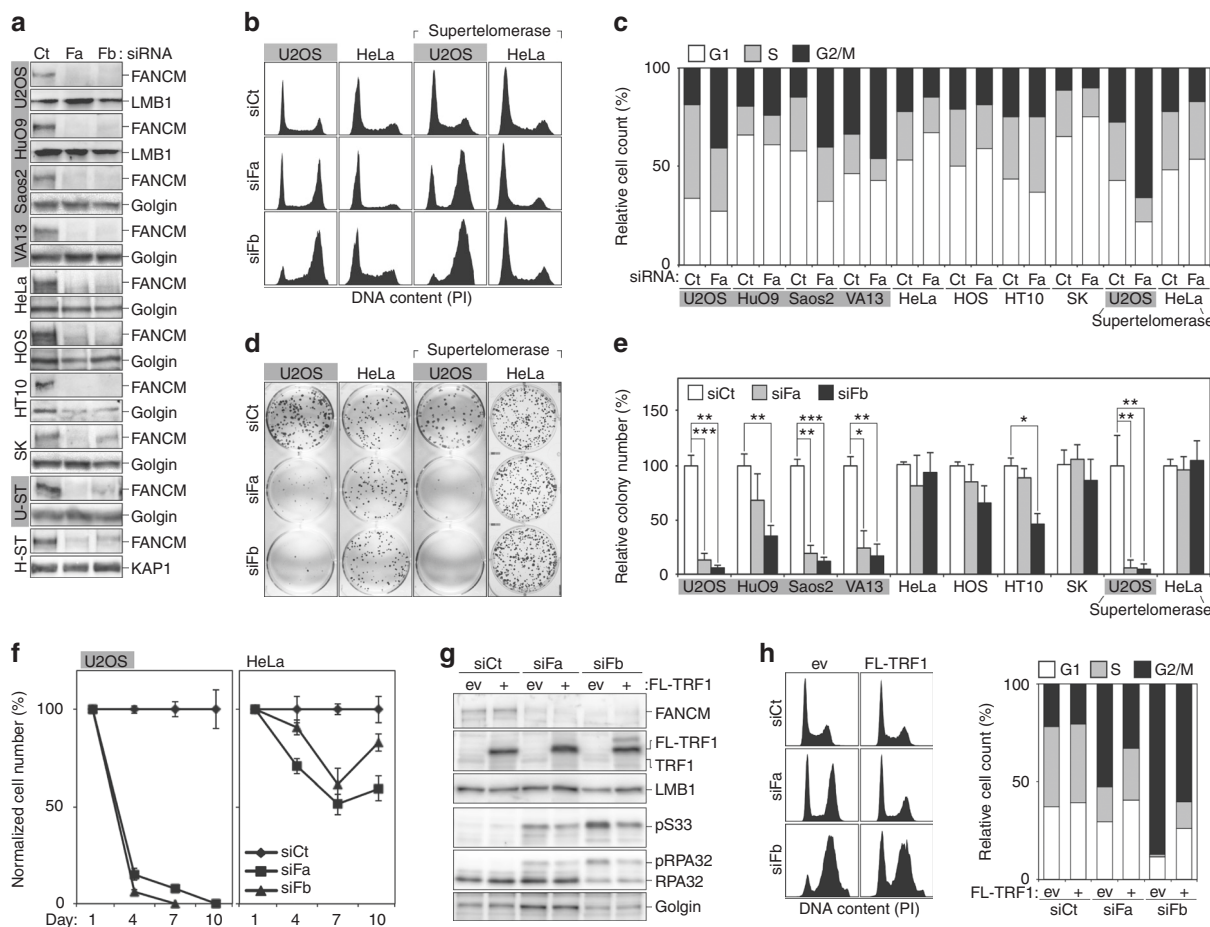 a
Ct Fa Fb : siRNA
U2OS
FANCM
LMB1
HuO9
FANCM
LMB1
Saos2
FANCM
Golgin
VA13
FANCM
Golgin
HeLa
FANCM
Golgin
HOS
FANCM
Golgin
HT10
FANCM
Golgin
SK
FANCM
Golgin
U-ST
FANCM
Golgin
H-ST
FANCM
KAP1
b
Supertelomerase
U2OS HeLa U2OS HeLa
siCt
siFa
siFb
DNA content (PI)
c
G1 S G2/M
Relative cell count (%)
100
50
0
siRNA: Ct Fa Ct Fa Ct Fa Ct Fa Ct Fa Ct Fa Ct Fa Ct Fa Ct Fa Ct Fa
U2OS HuO9 Saos2 VA13 HeLa HOS HT10 SK U2OS HeLa
Supertelomerase
d
Supertelomerase
U2OS HeLa U2OS HeLa
siCt
siFa
siFb
e
siCt siFa siFb
Relative colony number (%)
150
100
50
0
** ** *** ** * **
*** ** * **
U2OS HuO9 Saos2 VA13 HeLa HOS HT10 SK U2OS HeLa
Supertelomerase
f
U2OS HeLa
Normalized cell number (%)
100
50
0
siCt
siFa
siFb
Day: 1 4 7 10 1 4 7 10
g
siCt siFa siFb
ev + ev + ev + :FL-TRF1
FANCM
FL-TRF1
TRF1
LMB1
pS33
pRPA32
RPA32
Golgin
h
ev FL-TRF1
siCt
siFa
siFb
DNA content (PI)
G1 S G2/M
Relative cell count (%)
100
50
0
FL-TRF1: ev + ev + ev +
siCt siFa siFb